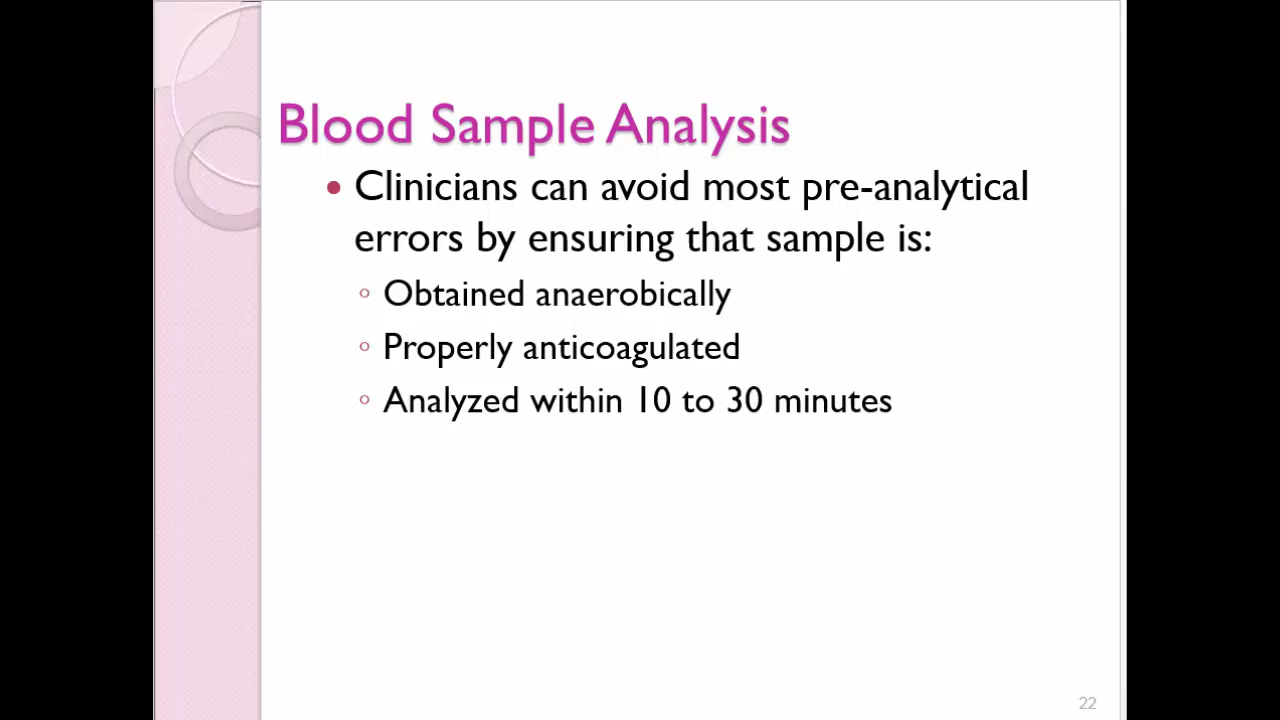 Blood Sample Analysis
• Clinicians can avoid most pre-analytical
errors by ensuring that sample is:
◦ Obtained anaerobically
◦ Properly anticoagulated
◦ Analyzed within 10 to 30 minutes
22